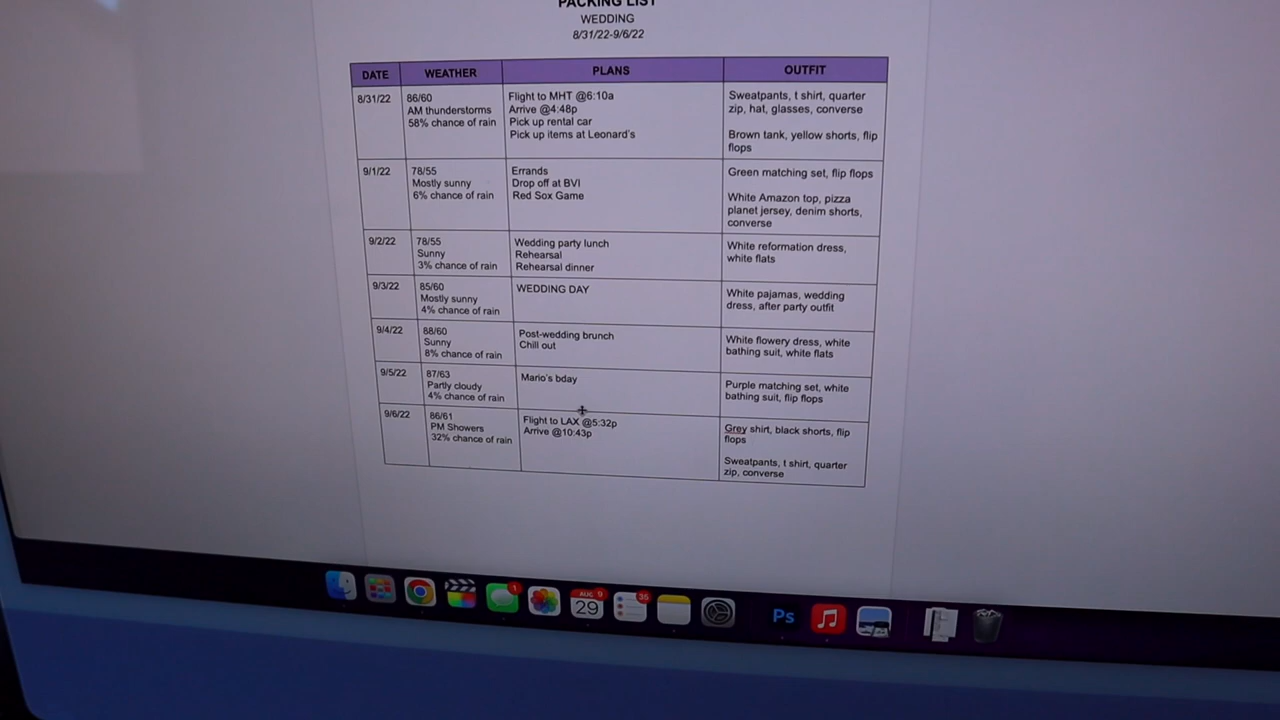 PACKING LIST
WEDDING
8/31/22-9/6/22
DATE WEATHER PLANS OUTFIT
8/31/22
86/60
AM thunderstorms
58% chance of rain
Flight to MHT @6:10a
Arrive @4:48p
Pick up rental car
Pick up items at Leonard's
Sweatpants, t shirt, quarter
zip, hat, glasses, converse
Brown tank, yellow shorts, flip
flops
9/1/22
78/55
Mostly sunny
6% chance of rain
Errands
Drop off at BVI
Red Sox Game
Green matching set, flip flops
White Amazon top, pizza
planet jersey, denim shorts,
converse
9/2/22
78/55
Sunny
3% chance of rain
Wedding party lunch
Rehearsal
Rehearsal dinner
White reformation dress,
white flats
9/3/22
85/60
Mostly sunny
4% chance of rain
WEDDING DAY
White pajamas, wedding
dress, after party outfit
9/4/22
88/60
Sunny
8% chance of rain
Post-wedding brunch
Chill out
White flowery dress, white
bathing suit, white flats
9/5/22
87/63
Partly cloudy
4% chance of rain
Mario's bday
Purple matching set, white
bathing suit, flip flops
9/6/22
86/61
PM Showers
32% chance of rain
Flight to LAX @5:32p
Arrive @10:43p
Grey shirt, black shorts, flip
flops
Sweatpants, t shirt, quarter
zip, converse
1
AUG 9
29
35
Ps